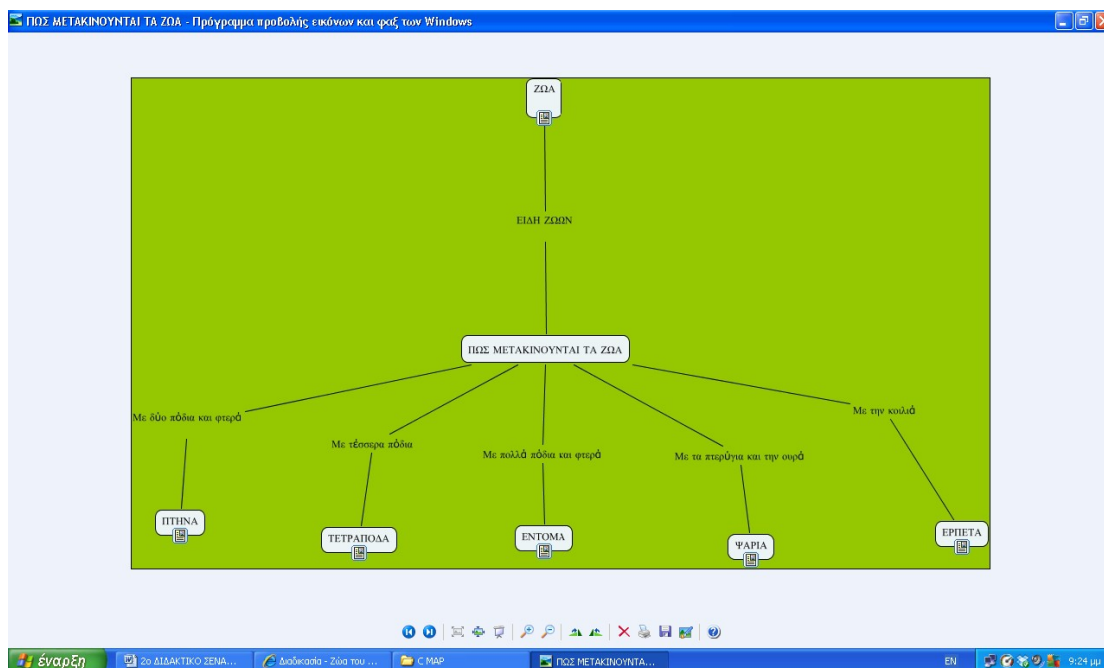 ΠΩΣ ΜΕΤΑΚΙΝΟΥΝΤΑΙ ΤΑ ΖΩΑ - Πρόγραμμα προβολής εικόνων και φαξ των Windows
ΖΩΑ
ΕΙΔΗ ΖΩΩΝ
ΠΩΣ ΜΕΤΑΚΙΝΟΥΝΤΑΙ ΤΑ ΖΩΑ
Με δύο πόδια και φτερά
Με τέσσερα πόδια
Με πολλά πόδια και φτερά
Με τα πτερύγια και την ουρά
Με την κοιλιά
ΠΤΗΝΑ
ΤΕΤΡΑΠΟΔΑ
ΕΝΤΟΜΑ
ΨΑΡΙΑ
ΕΡΠΕΤΑ
έναρξη
2ο ΔΙΔΑΚΤΙΚΟ ΣΕΝΑ...
Διαδικασία - Ζώα του ...
C MAP
ΠΩΣ ΜΕΤΑΚΙΝΟΥΝΤΑ...
EN
9:24 μμ